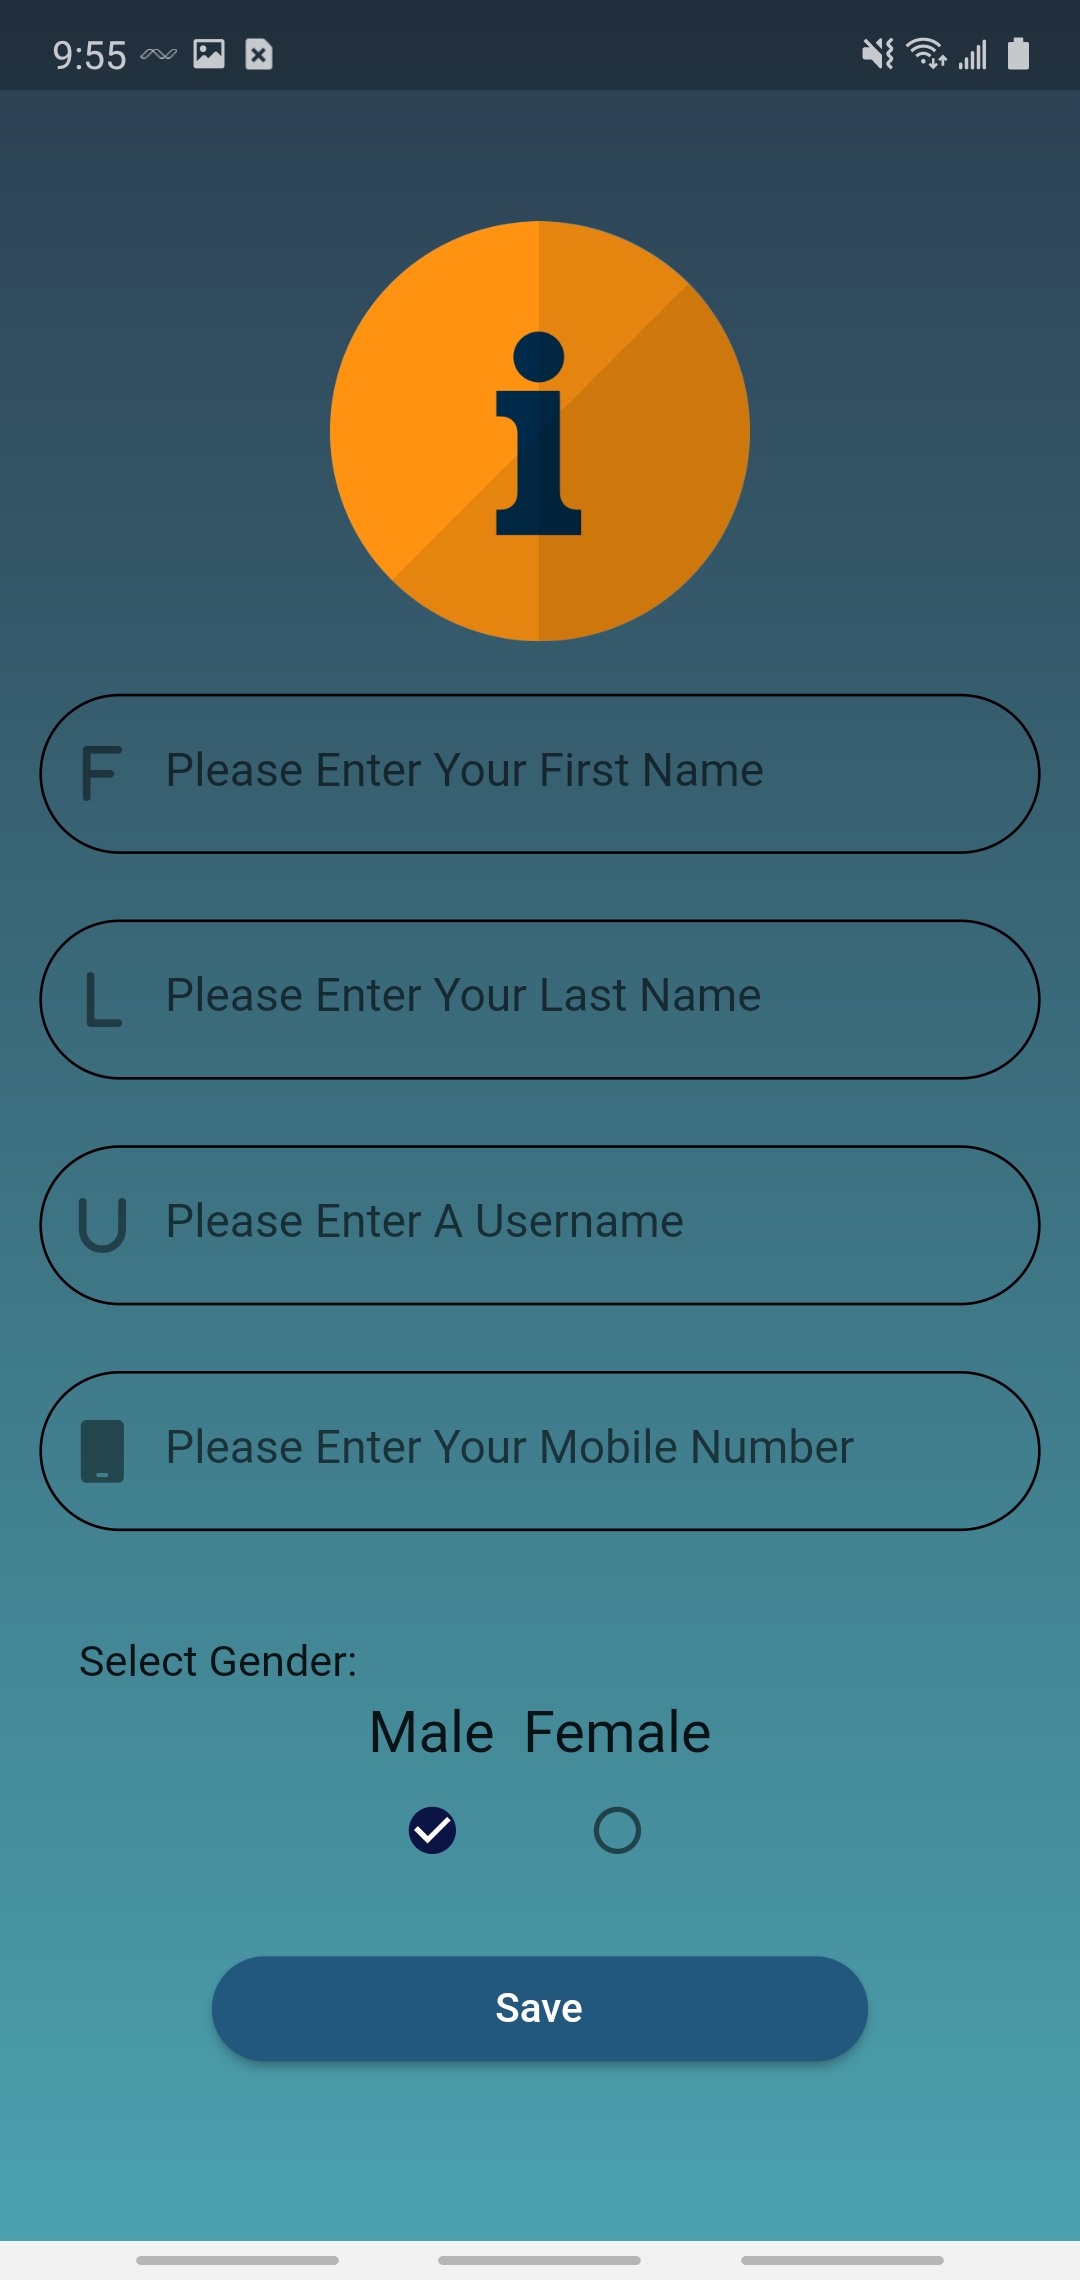 9:55
i
F Please Enter Your First Name
L Please Enter Your Last Name
U Please Enter A Username
Please Enter Your Mobile Number
Select Gender:
Male Female
Save